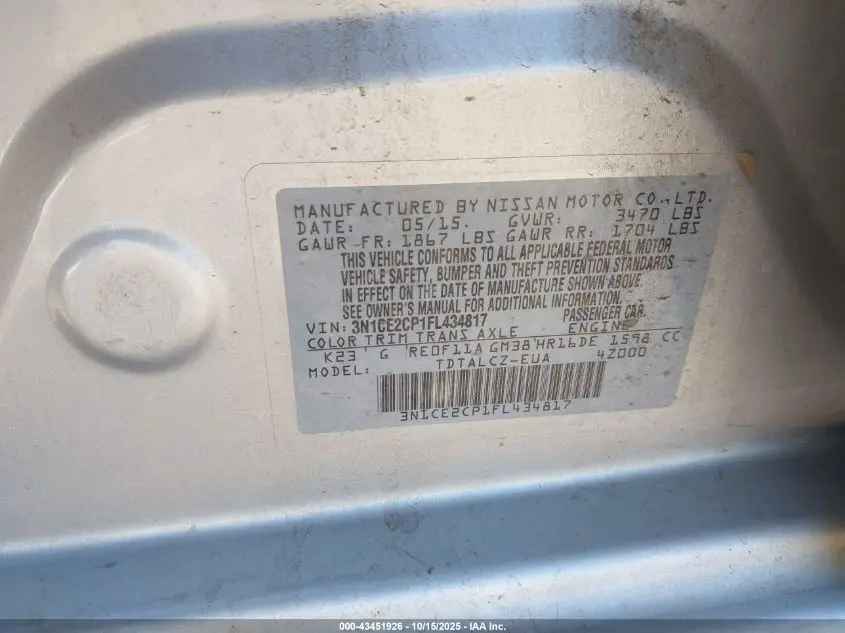 MANUFACTURED BY NISSAN MOTOR CO.,LTD.
DATE: 05/15. GVWR: 3470 LBS
GAWR FR: 1867 LBS GAWR RR: 1704 LBS
THIS VEHICLE CONFORMS TO ALL APPLICABLE FEDERAL MOTOR
VEHICLE SAFETY, BUMPER AND THEFT PREVENTION STANDARDS
IN EFFECT ON THE DATE OF MANUFACTURE SHOWN ABOVE.
SEE OWNER'S MANUAL FOR ADDITIONAL INFORMATION.
VIN: 3N1CE2CP1FL434817 PASSENGER CAR.
COLOR TRIM TRANS AXLE ENGINE
K23 G RE0F11A GM38 HR16DE 1598 CC
MODEL: TDTALCZ-EUA 4Z000
3N1CE2CP1FL434817
000-43451926 - 10/15/2025 - IAA Inc.